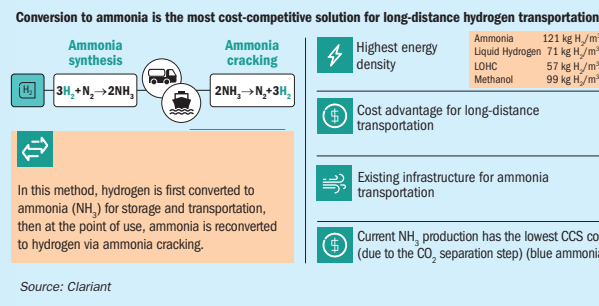 Conversion to ammonia is the most cost-competitive solution for long-distance hydrogen transportation
Ammonia
synthesis
Ammonia
cracking
H₂
3H₂+N₂→2NH₃
2NH₃→N₂+3H₂
In this method, hydrogen is first converted to
ammonia (NH₃) for storage and transportation,
then at the point of use, ammonia is reconverted
to hydrogen via ammonia cracking.
Highest energy
density
Ammonia 121 kg H₂/m³
Liquid Hydrogen 71 kg H₂/m³
LOHC 57 kg H₂/m³
Methanol 99 kg H₂/m³
$
Cost advantage for long-distance
transportation
Existing infrastructure for ammonia
transportation
$
Current NH₃ production has the lowest CCS
(due to the CO₂ separation step) (blue
Source: Clariant